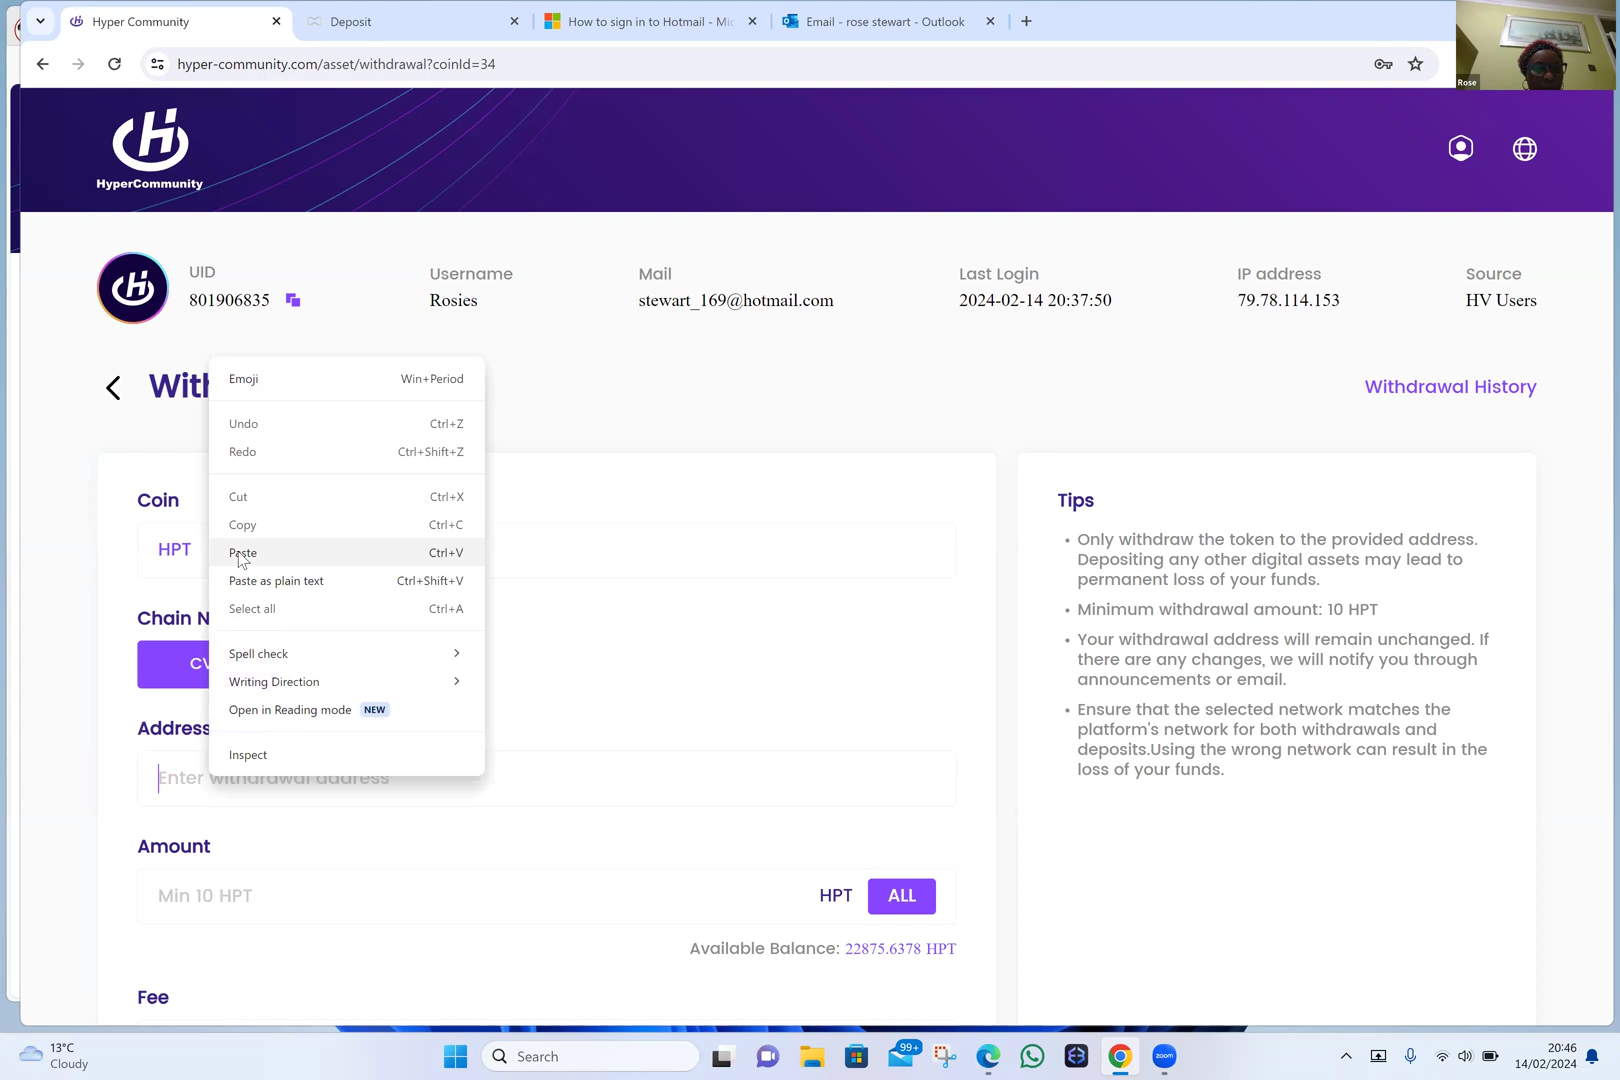 Hyper Community
Deposit
How to sign in to Hotmail - Mic
Email - rose stewart - Outlook
hyper-community.com/asset/withdrawal?coinId=34
Rose
HyperCommunity
UID
801906835
Username
Rosies
Mail
stewart_169@hotmail.com
Last Login
2024-02-14 20:37:50
IP address
79.78.114.153
Source
HV Users
With
Withdrawal History
Emoji Win+Period
Undo Ctrl+Z
Redo Ctrl+Shift+Z
Cut Ctrl+X
Copy Ctrl+C
Paste Ctrl+V
Paste as plain text Ctrl+Shift+V
Select all Ctrl+A
Spell check
Writing Direction
Open in Reading mode NEW
Inspect
Coin
HPT
Chain N
CV
Address
Enter withdrawal address
Amount
Min 10 HPT
HPT ALL
Available Balance: 22875.6378 HPT
Fee
Tips
• Only withdraw the token to the provided address.
Depositing any other digital assets may lead to
permanent loss of your funds.
• Minimum withdrawal amount: 10 HPT
• Your withdrawal address will remain unchanged. If
there are any changes, we will notify you through
announcements or email.
• Ensure that the selected network matches the
platform's network for both withdrawals and
deposits.Using the wrong network can result in the
loss of your funds.
13°C
Cloudy
Search
99+
zoom
20:46
14/02/2024